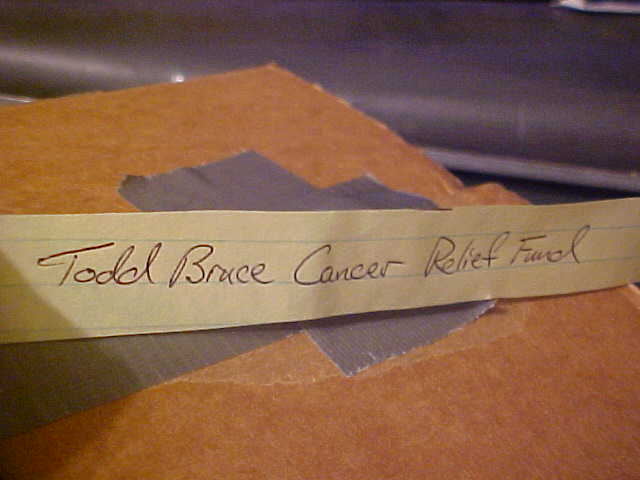 Todd Bruce Cancer Relief Fund